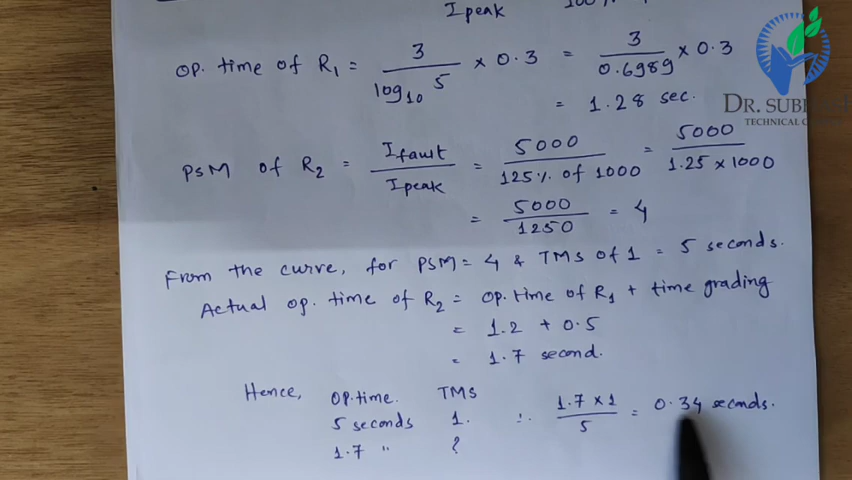 I peak 100%
op. time of R1 = 3 / log10 5 × 0.3 = 3 / 0.6989 × 0.3
= 1.28 sec.
DR. SUB
TECHNICAL C
PSM of R2 = Ifault / Ipeak = 5000 / 125% of 1000 = 5000 / 1.25 × 1000
= 5000 / 1250 = 4
From the curve, for PSM = 4 & TMS of 1 = 5 seconds.
Actual op. time of R2 = op.time of R1 + time grading
= 1.2 + 0.5
= 1.7 second.
Hence, op.time. TMS
5 seconds 1. ∴ 1.7 × 1 / 5 = 0.34 seconds.
1.7 " ?